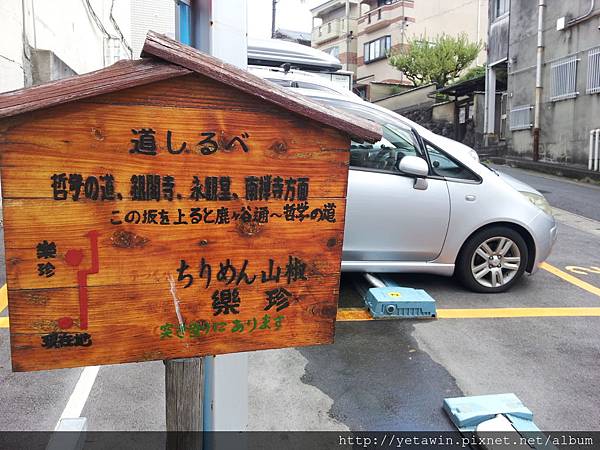 道しるべ
哲学の道、銀閣寺、永観堂、南禅寺方面
この坂を上ると鹿ヶ谷通～哲学の道
樂珍
ちりめん山椒
樂珍
突き当りにあります
現在地
2
http://yetawin.pixnet.net/album